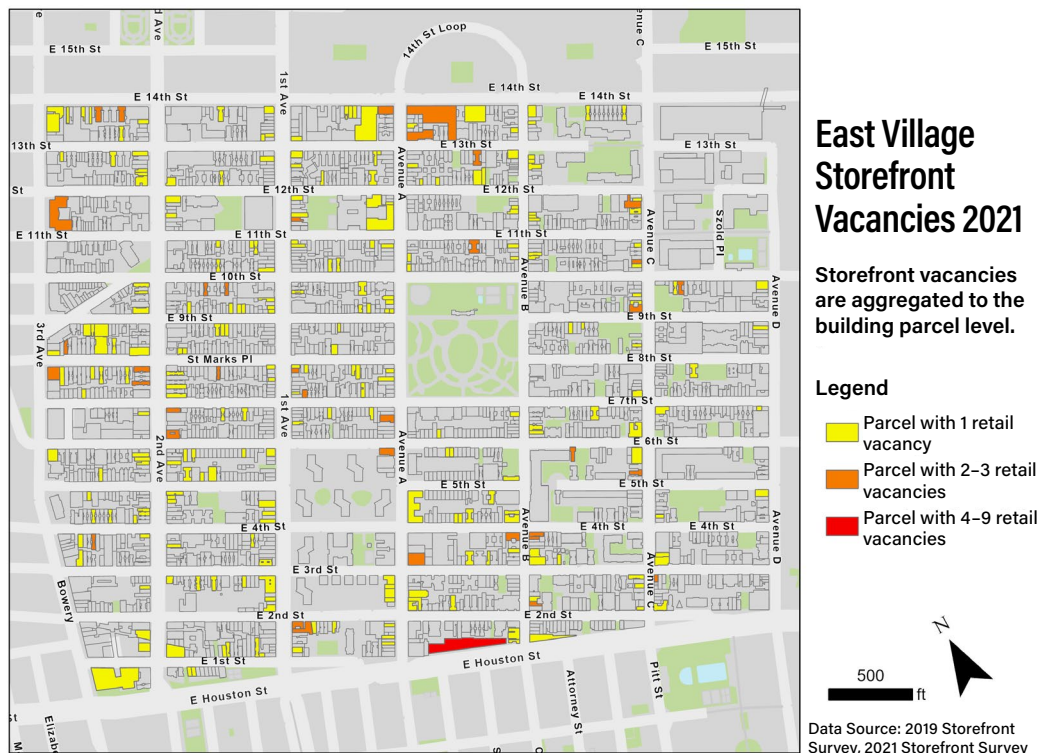 E 15th St
E 15th St
14th St Loop
Avenue C
1st Ave
E 14th St
E 14th St
13th St
E 13th St
E 13th St
Avenue A
St
E 12th St
E 12th St
E 11th St
E 11th St
E 11th St
Avenue C
Szold Pl
E 10th St
Avenue B
Avenue D
E 9th St
E 9th St
3rd Ave
St Marks Pl
E 8th St
1st Ave
E 7th St
2nd Ave
Avenue A
E 6th St
E 5th St
E 5th St
E 4th St
Avenue B
E 4th St
E 4th St
Avenue D
E 3rd St
Avenue C
Bowery
E 2nd St
E 2nd St
E 1st St
E Houston St
E Houston St
Attorney St
Pitt St
East Village
Storefront
Vacancies 2021
Storefront vacancies
are aggregated to the
building parcel level.
Legend
Parcel with 1 retail
vacancy
Parcel with 2–3 retail
vacancies
Parcel with 4–9 retail
vacancies
N
500
ft
Data Source: 2019 Storefront
Survey, 2021 Storefront Survey